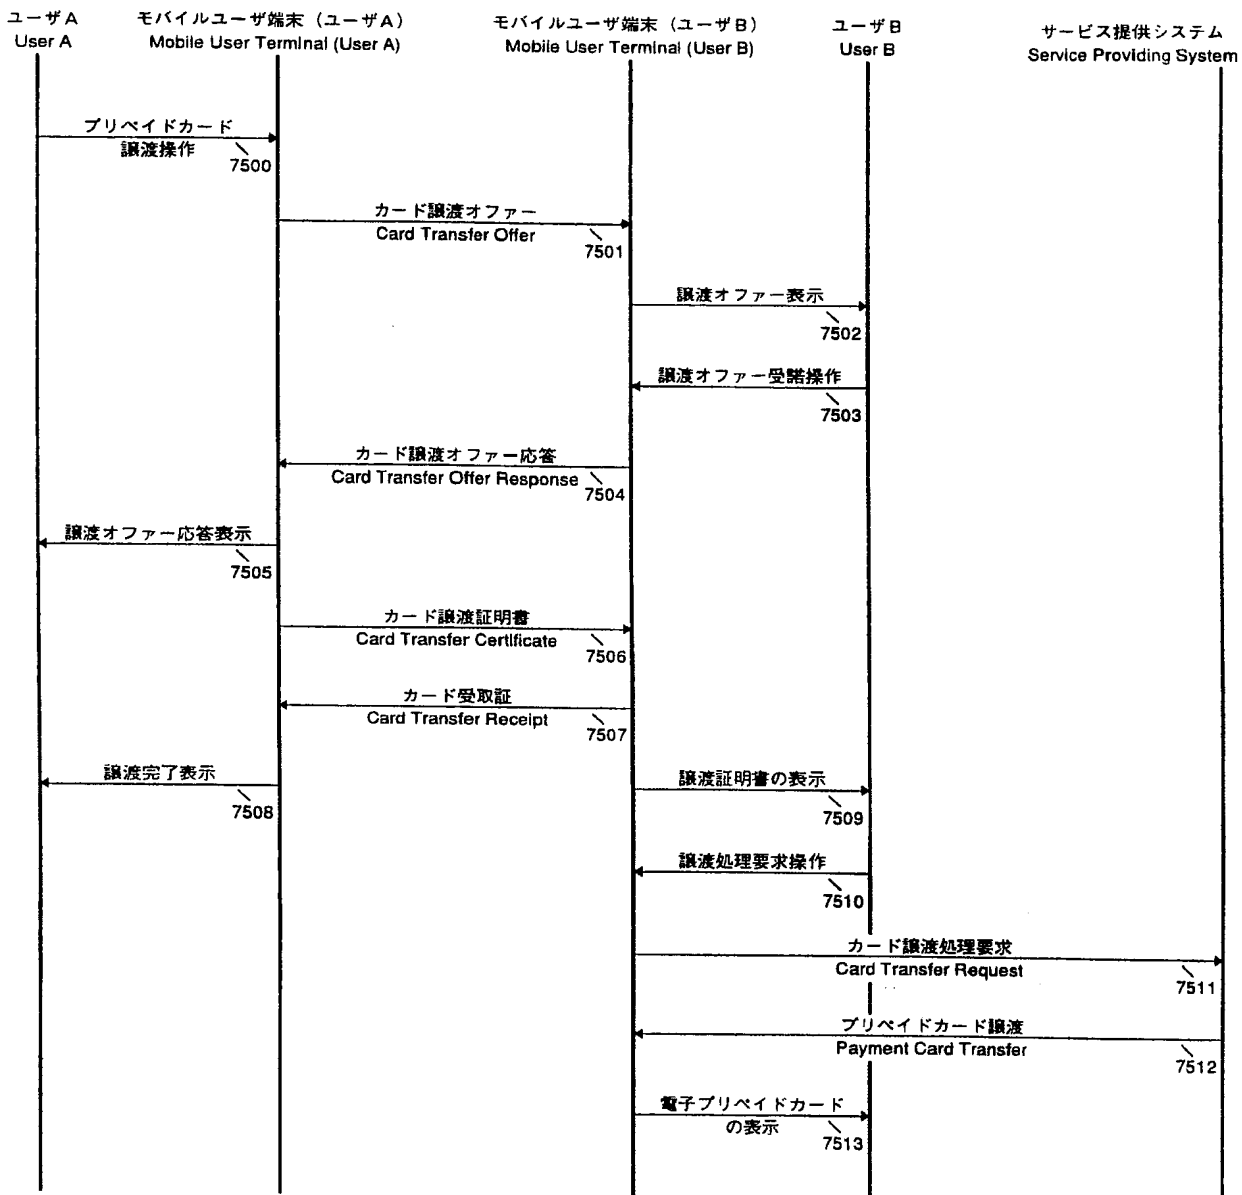 ユーザA
User A
モバイルユーザ端末（ユーザA）
Mobile User Terminal (User A)
モバイルユーザ端末（ユーザB）
Mobile User Terminal (User B)
ユーザB
User B
サービス提供システム
Service Providing System
プリペイドカード
譲渡操作
7500
カード譲渡オファー
Card Transfer Offer
7501
譲渡オファー表示
7502
譲渡オファー受諾操作
7503
カード譲渡オファー応答
Card Transfer Offer Response
7504
譲渡オファー応答表示
7505
カード譲渡証明書
Card Transfer Certificate
7506
カード受取証
Card Transfer Receipt
7507
譲渡完了表示
7508
譲渡証明書の表示
7509
譲渡処理要求操作
7510
カード譲渡処理要求
Card Transfer Request
7511
プリペイドカード譲渡
Payment Card Transfer
7512
電子プリペイドカード
の表示
7513